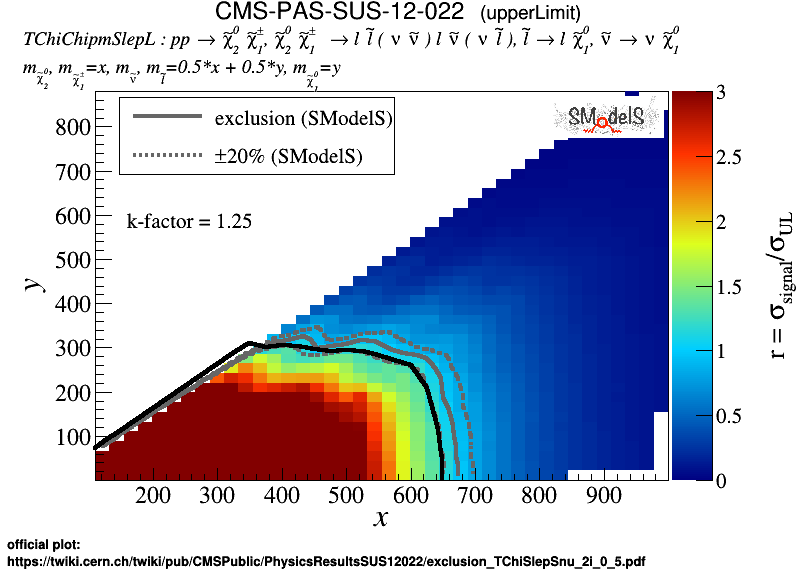 CMS-PAS-SUS-12-022 (upperLimit)
TChiChipmSlepL : pp → χ̃₂⁰ χ̃₁±, χ̃₂⁰ χ̃₁± → l l̃ ( ν ν̃ ) l ν̃ ( ν l̃ ), l̃ → l χ̃₁⁰, ν̃ → ν χ̃₁⁰
m_χ̃₂⁰, m_χ̃₁±=x, m_ν̃, m_l̃=0.5*x + 0.5*y, m_χ̃₁⁰=y
exclusion (SModelS)
±20% (SModelS)
SModelS
k-factor = 1.25
y
800
700
600
500
400
300
200
100
200 300 400 500 600 700 800 900
x
3
2.5
2
1.5
1
0.5
0
r = σ_signal/σ_UL
official plot:
https://twiki.cern.ch/twiki/pub/CMSPublic/PhysicsResultsSUS12022/exclusion_TChiSlepSnu_2i_0_5.pdf